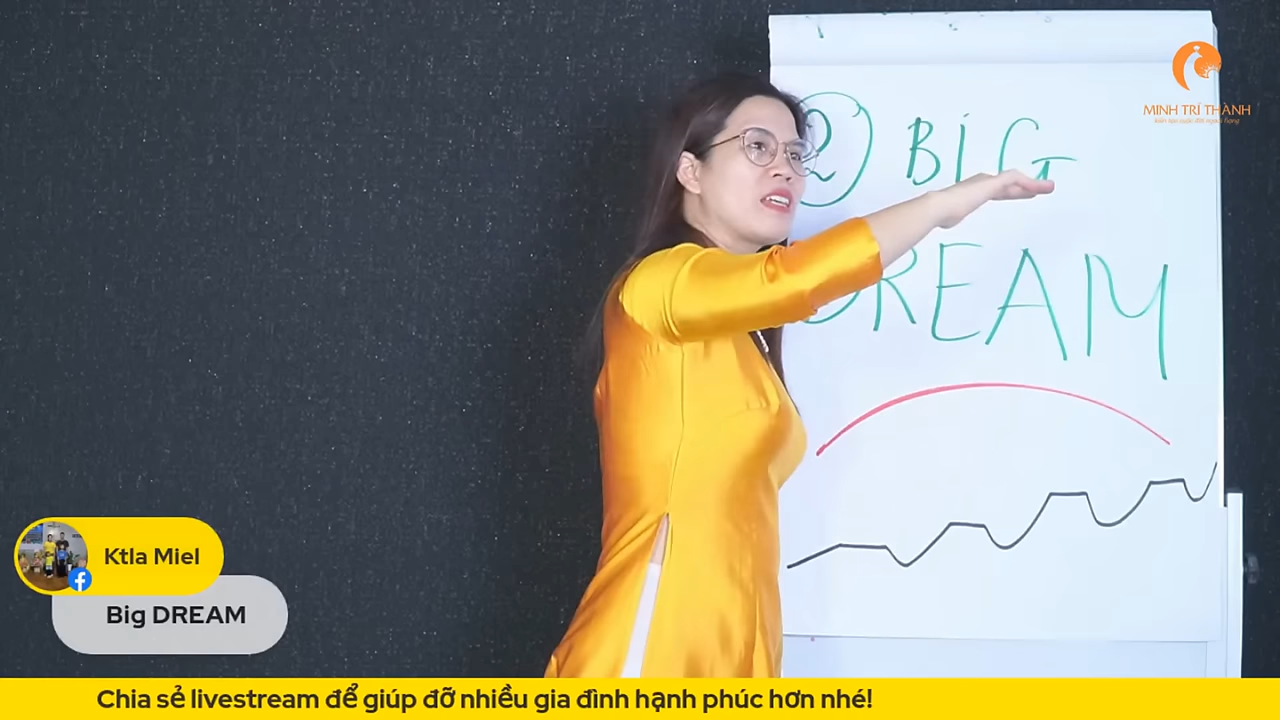 MINH TRÍ THÀNH
2 BIG
DREAM
Ktla Miel
Big DREAM
Chia sẻ livestream để giúp đỡ nhiều gia đình hạnh phúc hơn nhé!